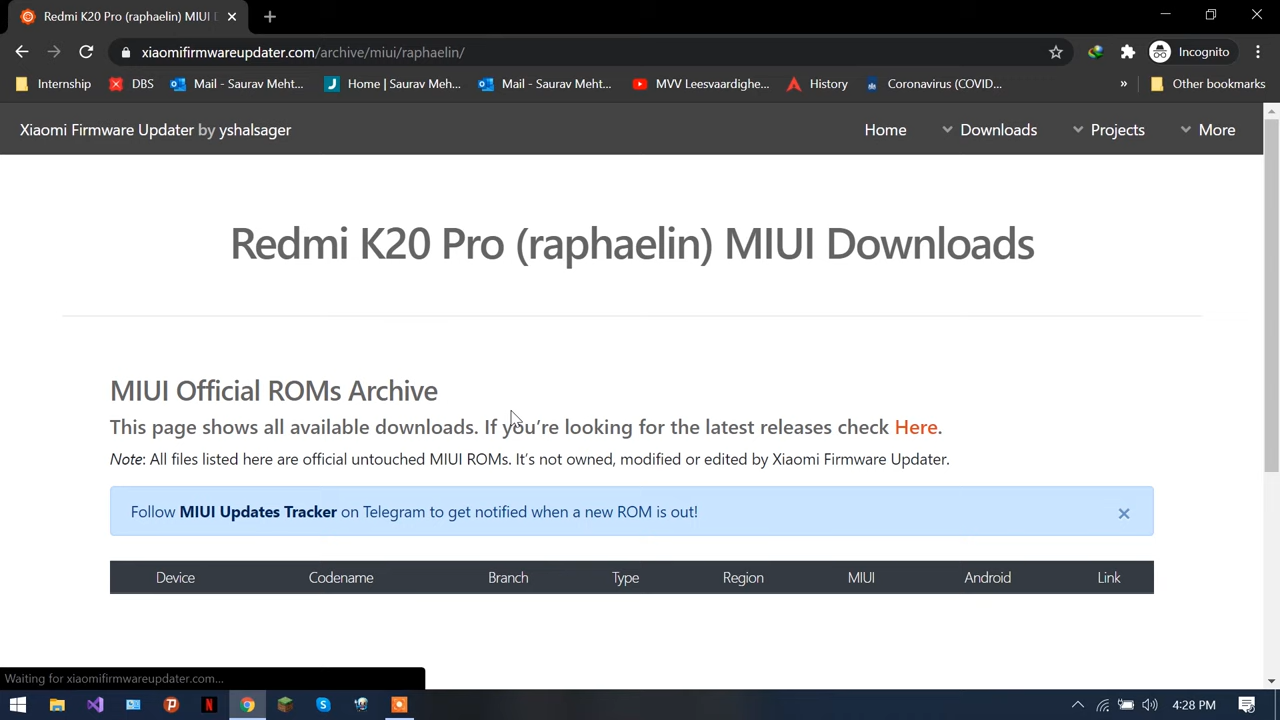 Redmi K20 Pro (raphaelin) MIUI D
xiaomifirmwareupdater.com/archive/miui/raphaelin/
Incognito
Internship
DBS
Mail - Saurav Meht...
Home | Saurav Meh...
Mail - Saurav Meht...
MVV Leesvaardighe...
History
Coronavirus (COVID...
»
Other bookmarks
Xiaomi Firmware Updater by yshalsager
Home
Downloads
Projects
More
Redmi K20 Pro (raphaelin) MIUI Downloads
MIUI Official ROMs Archive
This page shows all available downloads. If you’re looking for the latest releases check Here.
Note: All files listed here are official untouched MIUI ROMs. It’s not owned, modified or edited by Xiaomi Firmware Updater.
Follow MIUI Updates Tracker on Telegram to get notified when a new ROM is out!
Device Codename Branch Type Region MIUI Android Link
Waiting for xiaomifirmwareupdater.com...
4:28 PM